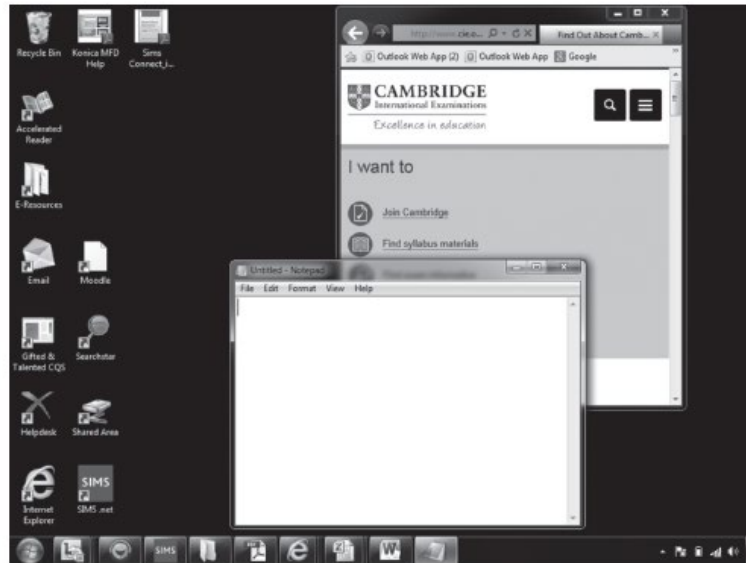 Recycle Bin
Konica MFD
Help
Sims
Connect_i...
Accelerated
Reader
E-Resources
Email
Moodle
Gifted &
Talented CQS
Searchstar
Helpdesk
Shared Area
Internet
Explorer
SIMS
SIMS .net
Find Out About Camb...
Outlook Web App (2)
Outlook Web App
Google
CAMBRIDGE
International Examinations
Excellence in education
I want to
Join Cambridge
Find syllabus materials
Untitled - Notepad
File Edit Format View Help
SIMS